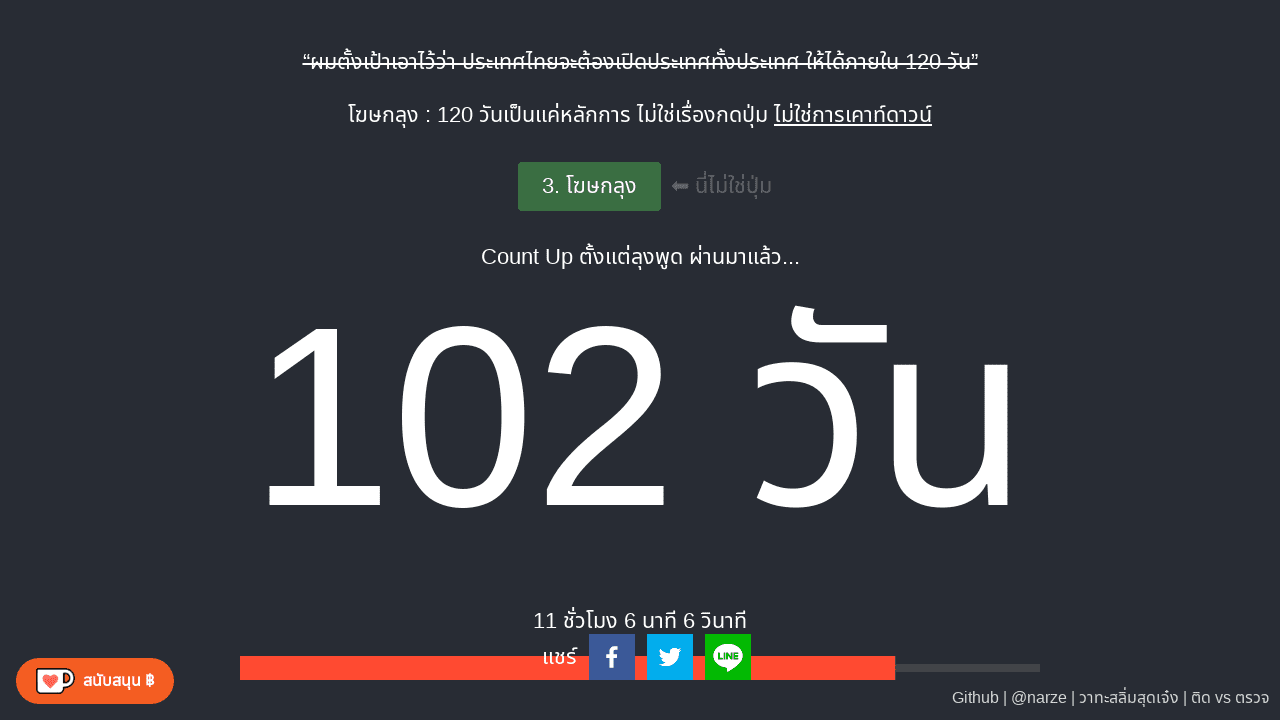 “ผมตั้งเป้าเอาไว้ว่า ประเทศไทยจะต้องเปิดประเทศทั้งประเทศ ให้ได้ภายใน 120 วัน”
โฆษกลุง : 120 วันเป็นแค่หลักการ ไม่ใช่เรื่องกดปุ่ม ไม่ใช่การเคาท์ดาวน์
3. โฆษกลุง ⬅ นี่ไม่ใช่ปุ่ม
Count Up ตั้งแต่ลุงพูด ผ่านมาแล้ว...
102 วัน
11 ชั่วโมง 6 นาที 6 วินาที
แชร์ LINE
สนับสนุน ฿
Github | @narze | วาทะสลิ่มสุดเจ๋ง | ติด vs ตรวจ